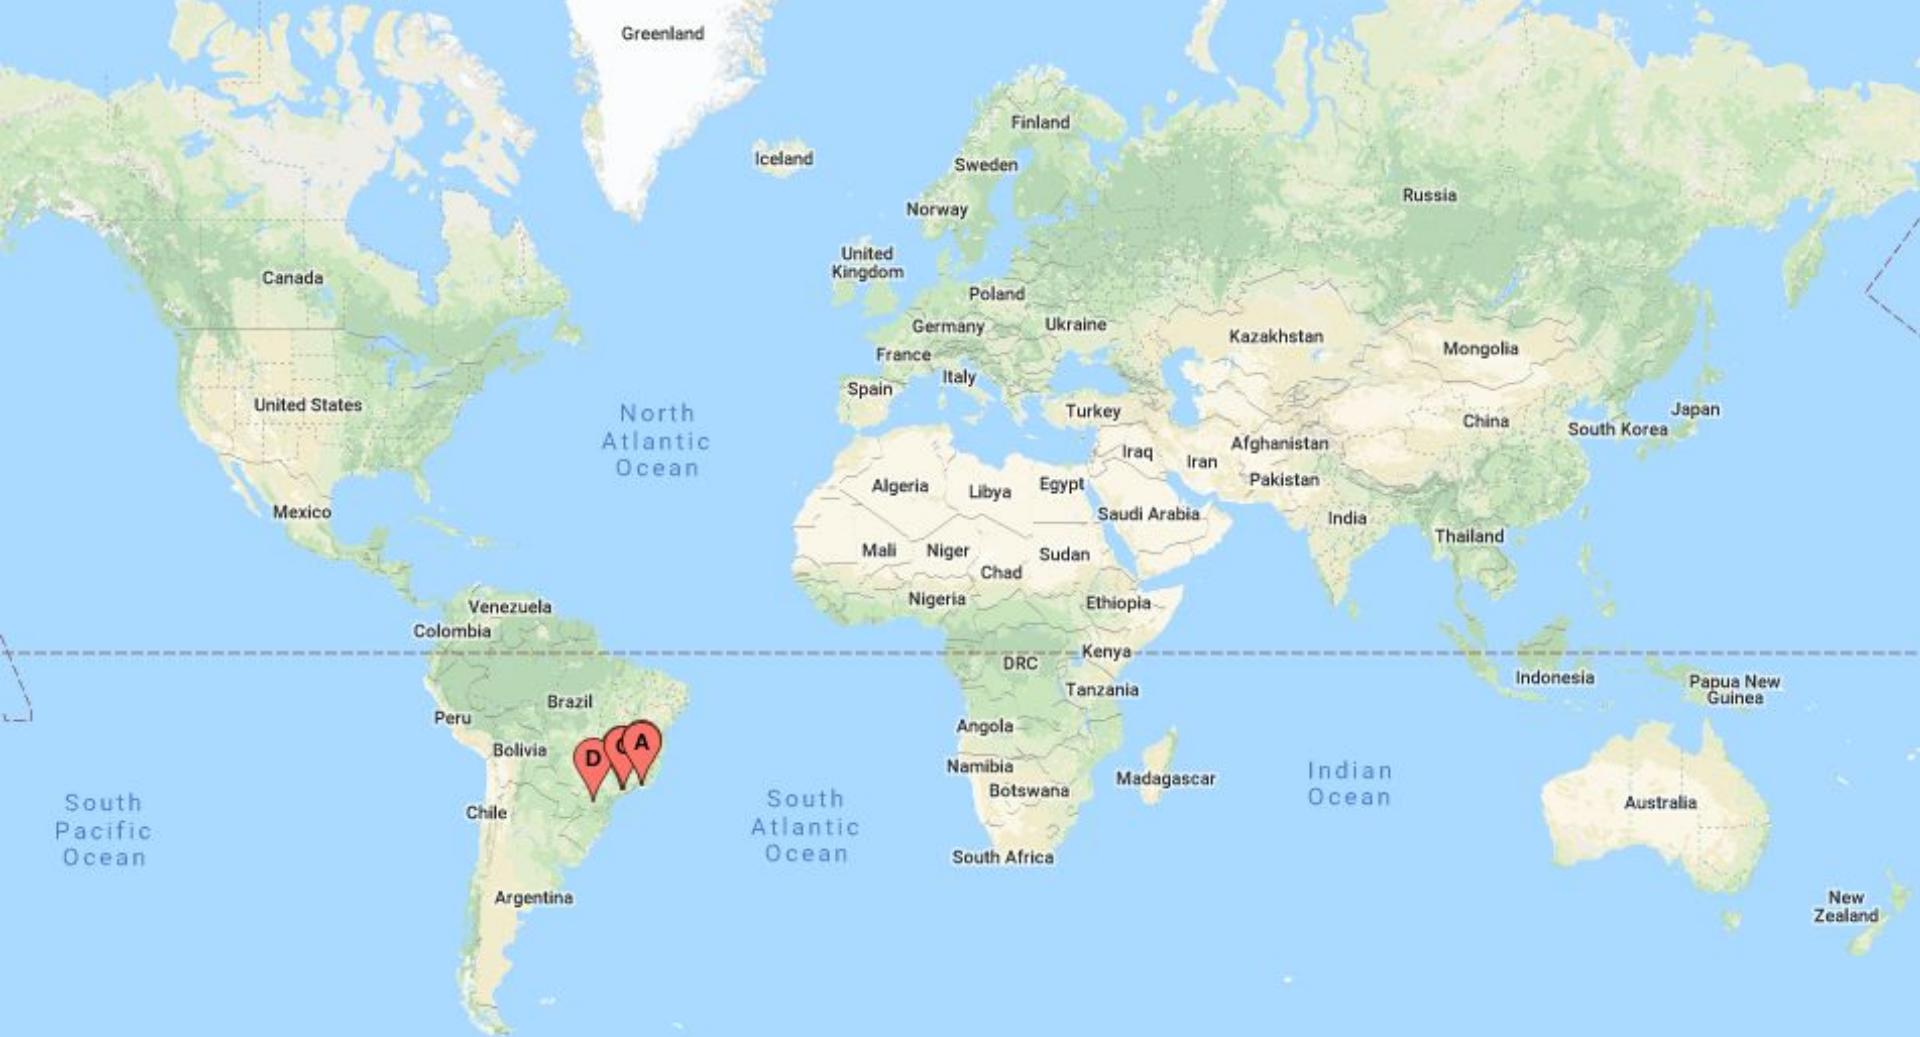 Greenland
Iceland
Finland
Sweden
Norway
Russia
United
Kingdom
Canada
Poland
Germany
Ukraine
Kazakhstan
Mongolia
France
Italy
Spain
United States
North
Atlantic
Ocean
Turkey
China
Japan
South Korea
Afghanistan
Iraq
Iran
Pakistan
Algeria
Libya
Egypt
Saudi Arabia
India
Mexico
Thailand
Mali
Niger
Sudan
Chad
Nigeria
Ethiopia
Venezuela
Colombia
Kenya
DRC
Indonesia
Papua New
Guinea
Tanzania
Brazil
Peru
Angola
Bolivia
D
C
A
Namibia
Botswana
Madagascar
Indian
Ocean
Australia
South
Pacific
Ocean
Chile
South
Atlantic
Ocean
South Africa
Argentina
New
Zealand